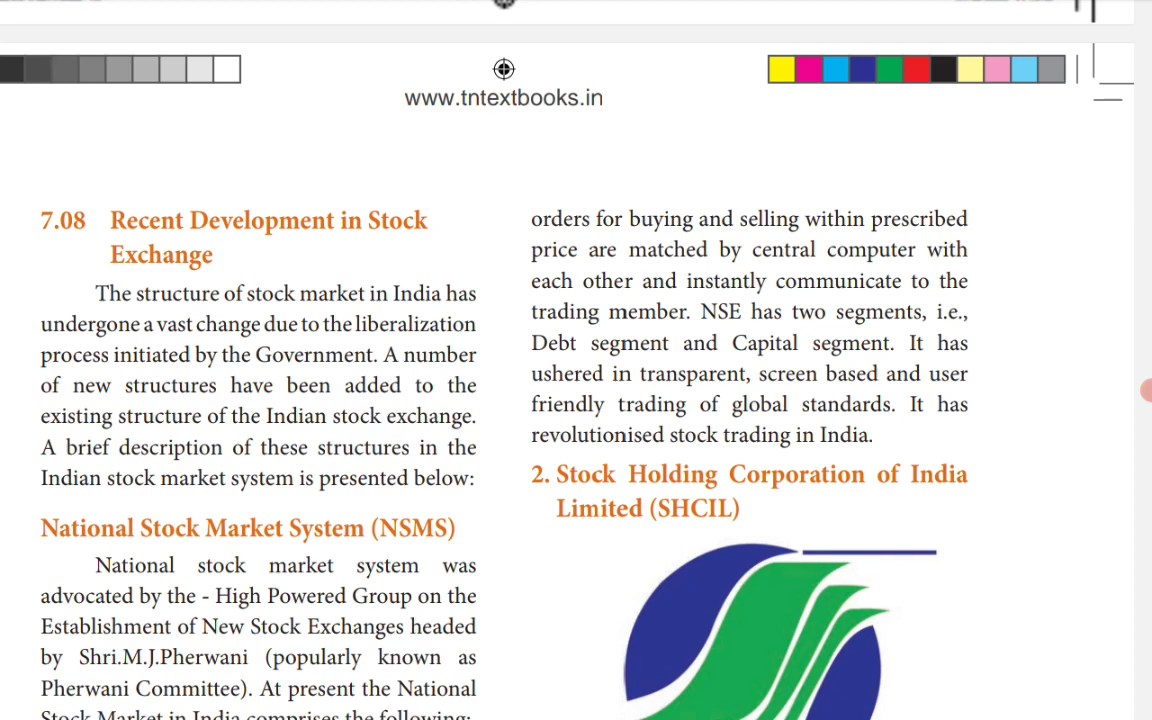 www.tntextbooks.in
7.08 Recent Development in Stock
Exchange
The structure of stock market in India has
undergone a vast change due to the liberalization
process initiated by the Government. A number
of new structures have been added to the
existing structure of the Indian stock exchange.
A brief description of these structures in the
Indian stock market system is presented below:
National Stock Market System (NSMS)
National stock market system was
advocated by the - High Powered Group on the
Establishment of New Stock Exchanges headed
by Shri.M.J.Pherwani (popularly known as
Pherwani Committee). At present the National
Stock Market in India comprises the following:
orders for buying and selling within prescribed
price are matched by central computer with
each other and instantly communicate to the
trading member. NSE has two segments, i.e.,
Debt segment and Capital segment. It has
ushered in transparent, screen based and user
friendly trading of global standards. It has
revolutionised stock trading in India.
2. Stock Holding Corporation of India
Limited (SHCIL)